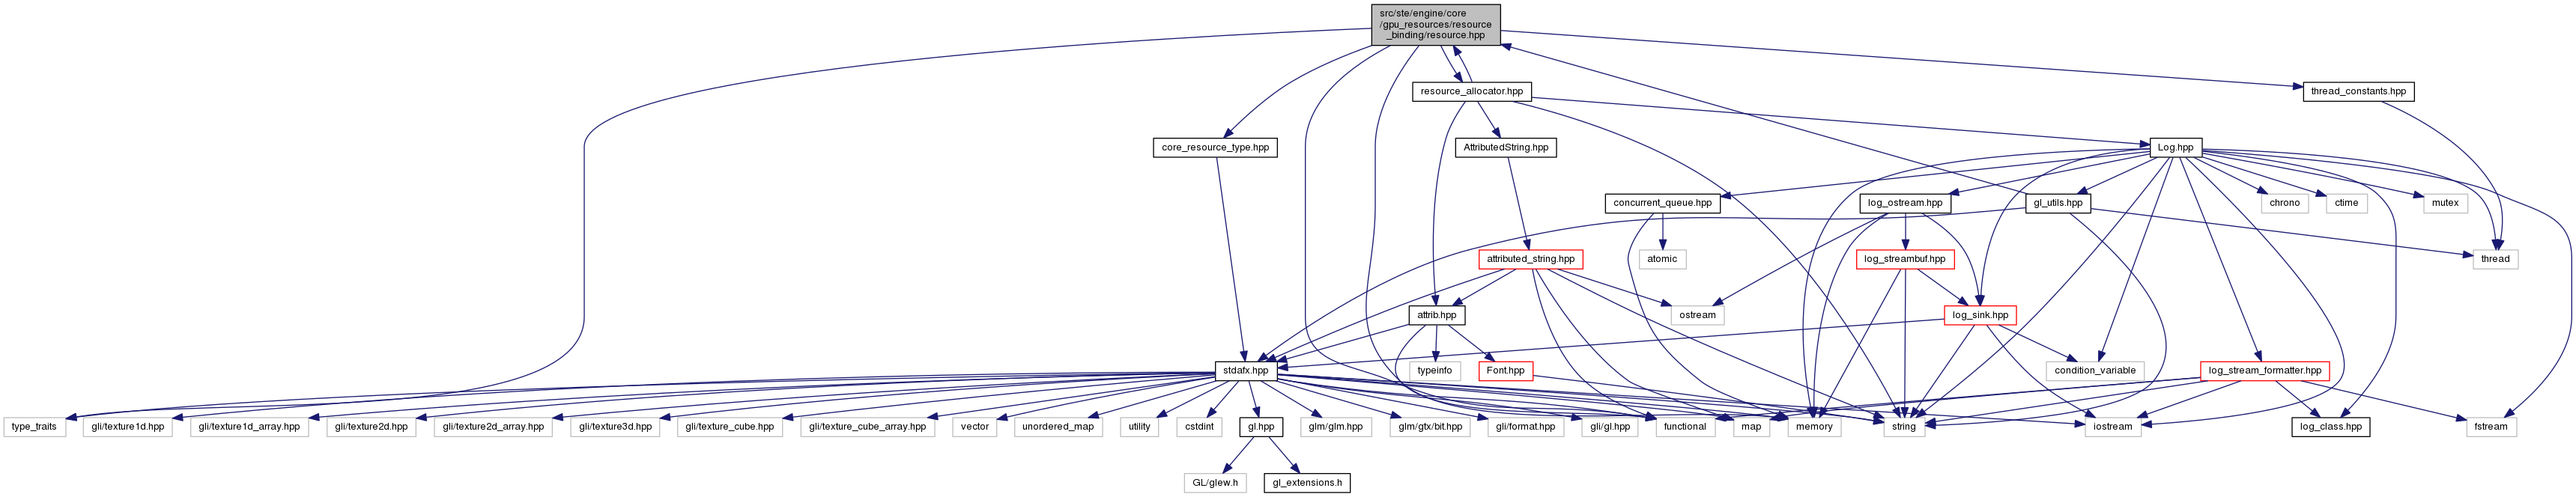 src/ste/engine/core
/gpu_resources/resource
_binding/resource.hpp
resource_allocator.hpp
thread_constants.hpp
core_resource_type.hpp
AttributedString.hpp
Log.hpp
concurrent_queue.hpp
log_ostream.hpp
gl_utils.hpp
chrono
ctime
mutex
attributed_string.hpp
atomic
log_streambuf.hpp
thread
attrib.hpp
ostream
log_sink.hpp
stdafx.hpp
typeinfo
Font.hpp
condition_variable
log_stream_formatter.hpp
type_traits
gli/texture1d.hpp
gli/texture1d_array.hpp
gli/texture2d.hpp
gli/texture2d_array.hpp
gli/texture3d.hpp
gli/texture_cube.hpp
gli/texture_cube_array.hpp
vector
unordered_map
utility
cstdint
gl.hpp
glm/glm.hpp
glm/gtx/bit.hpp
gli/format.hpp
gli/gl.hpp
functional
map
memory
string
iostream
log_class.hpp
fstream
GL/glew.h
gl_extensions.h